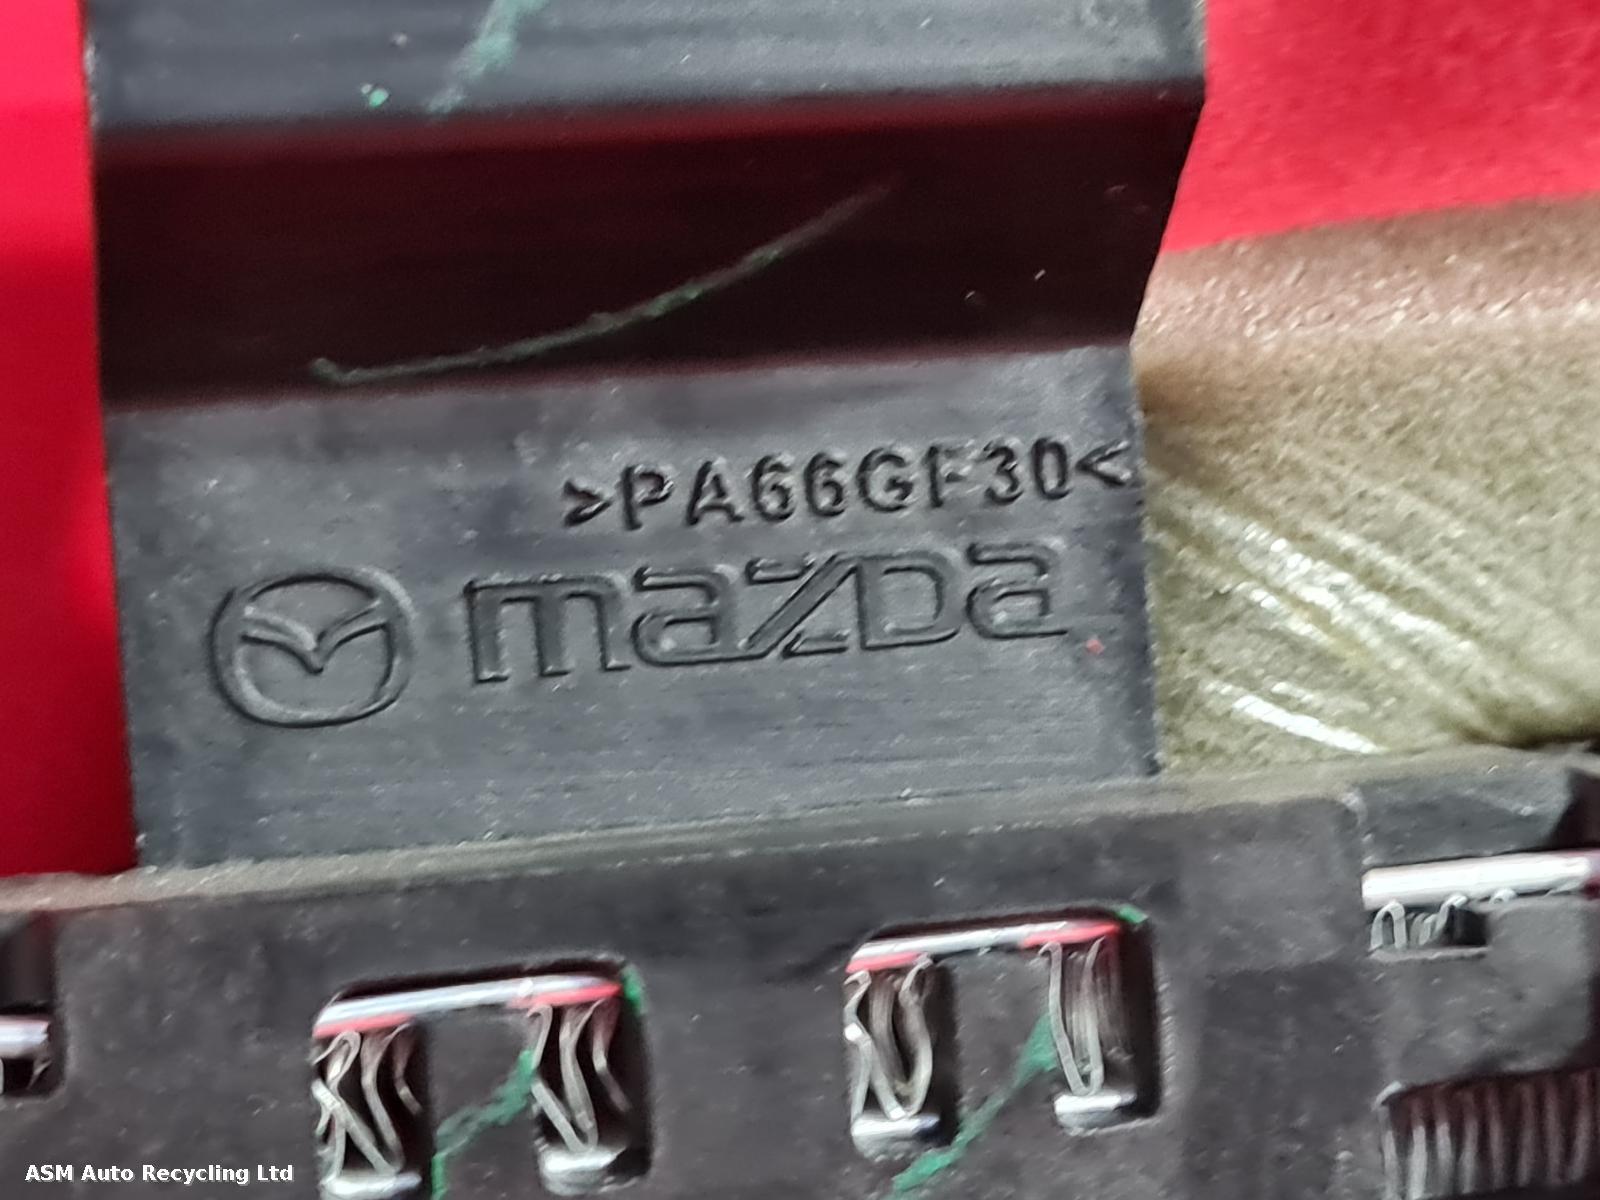 >PA66GF30<
mazda
ASM Auto Recycling Ltd